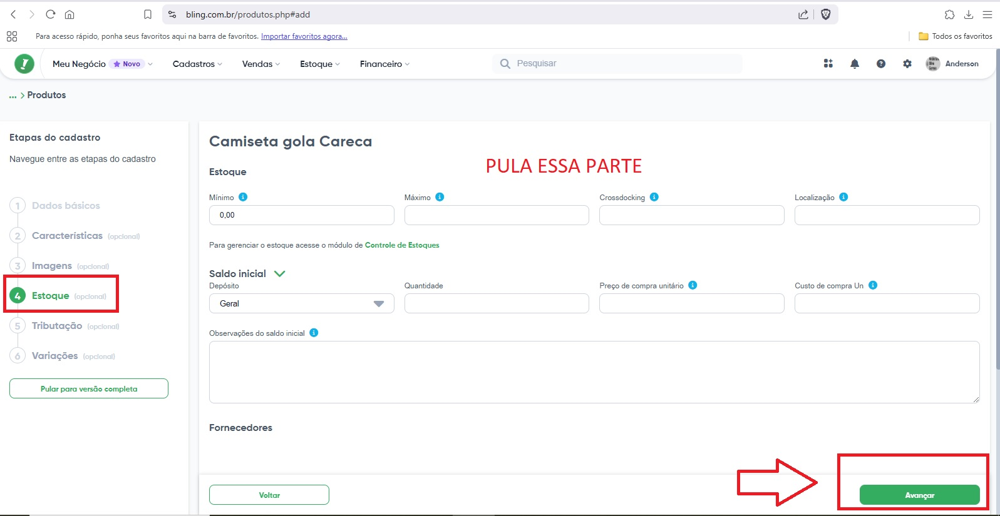 bling.com.br/produtos.php#add
Para acesso rápido, ponha seus favoritos aqui na barra de favoritos. Importar favoritos agora...
Todos os favoritos
Meu Negócio Novo Cadastros Vendas Estoque Financeiro Pesquisar Anderson
... > Produtos
Etapas do cadastro
Navegue entre as etapas do cadastro
1 Dados básicos
2 Características (opcional)
3 Imagens (opcional)
4 Estoque (opcional)
5 Tributação (opcional)
6 Variações (opcional)
Pular para versão completa
Camiseta gola Careca
PULA ESSA PARTE
Estoque
Mínimo Máximo Crossdocking Localização
0,00
Para gerenciar o estoque acesse o módulo de Controle de Estoques
Saldo inicial
Depósito Quantidade Preço de compra unitário Custo de compra Un
Geral
Observações do saldo inicial
Fornecedores
Voltar
Avançar